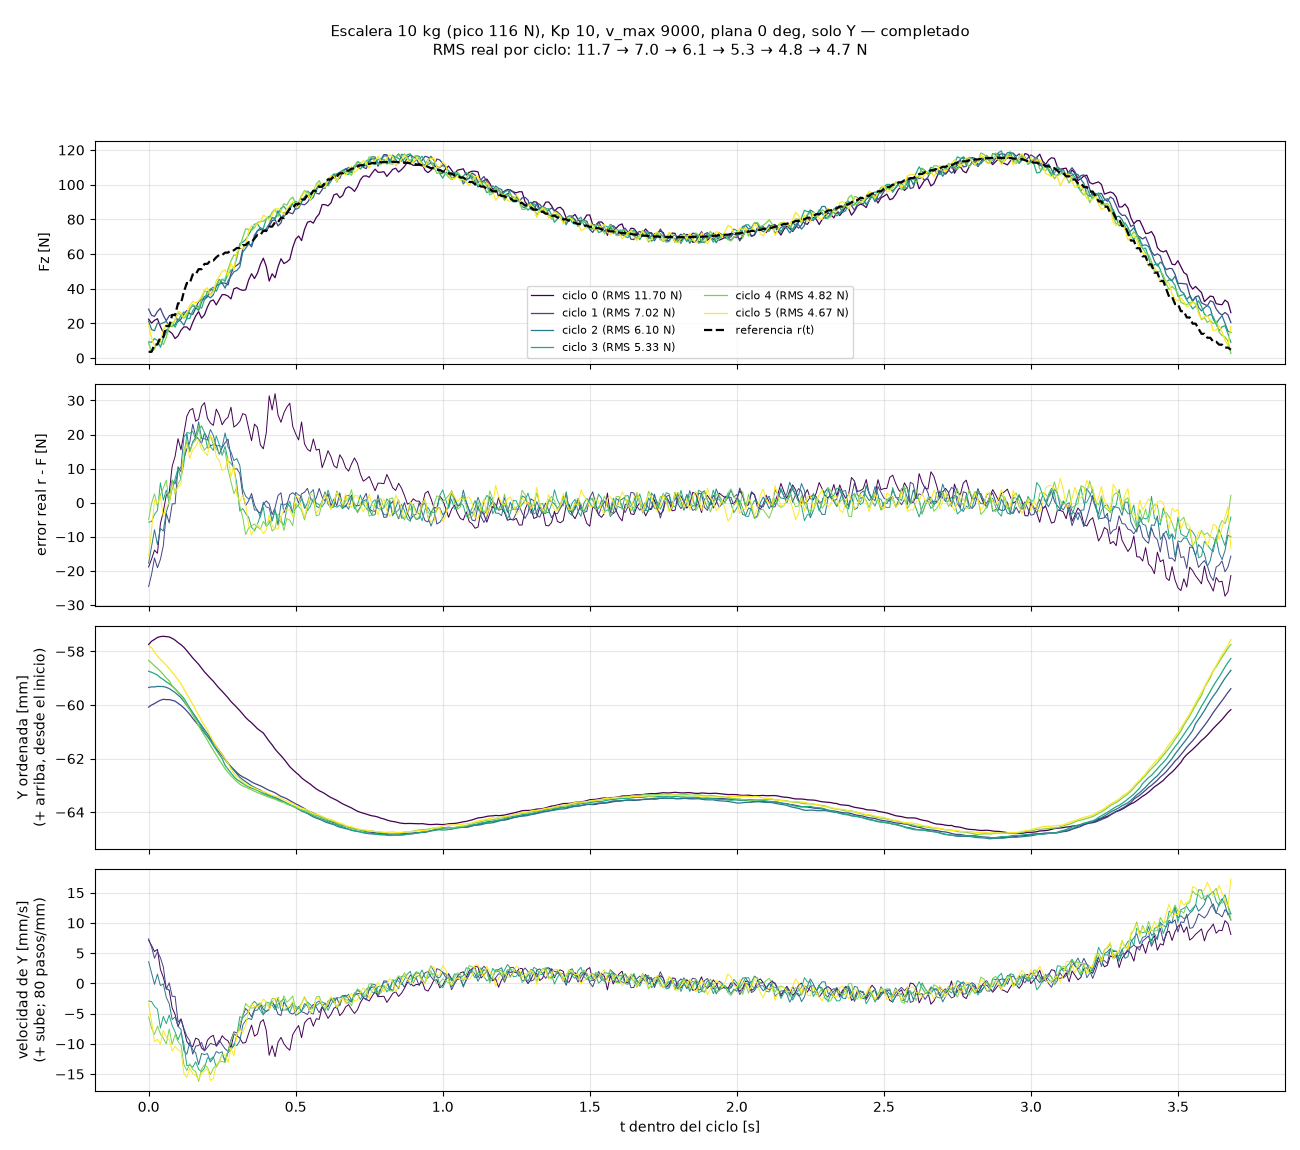 Escalera 10 kg (pico 116 N), Kp 10, v_max 9000, plana 0 deg, solo Y — completado
RMS real por ciclo: 11.7 → 7.0 → 6.1 → 5.3 → 4.8 → 4.7 N
Fz [N]
120
100
80
60
40
20
0
ciclo 0 (RMS 11.70 N)
ciclo 1 (RMS 7.02 N)
ciclo 2 (RMS 6.10 N)
ciclo 3 (RMS 5.33 N)
ciclo 4 (RMS 4.82 N)
ciclo 5 (RMS 4.67 N)
referencia r(t)
error real r - F [N]
30
20
10
0
−10
−20
−30
Y ordenada [mm]
(+ arriba, desde el inicio)
−58
−60
−62
−64
velocidad de Y [mm/s]
(+ sube; 80 pasos/mm)
15
10
5
0
−5
−10
−15
0.0 0.5 1.0 1.5 2.0 2.5 3.0 3.5
t dentro del ciclo [s]